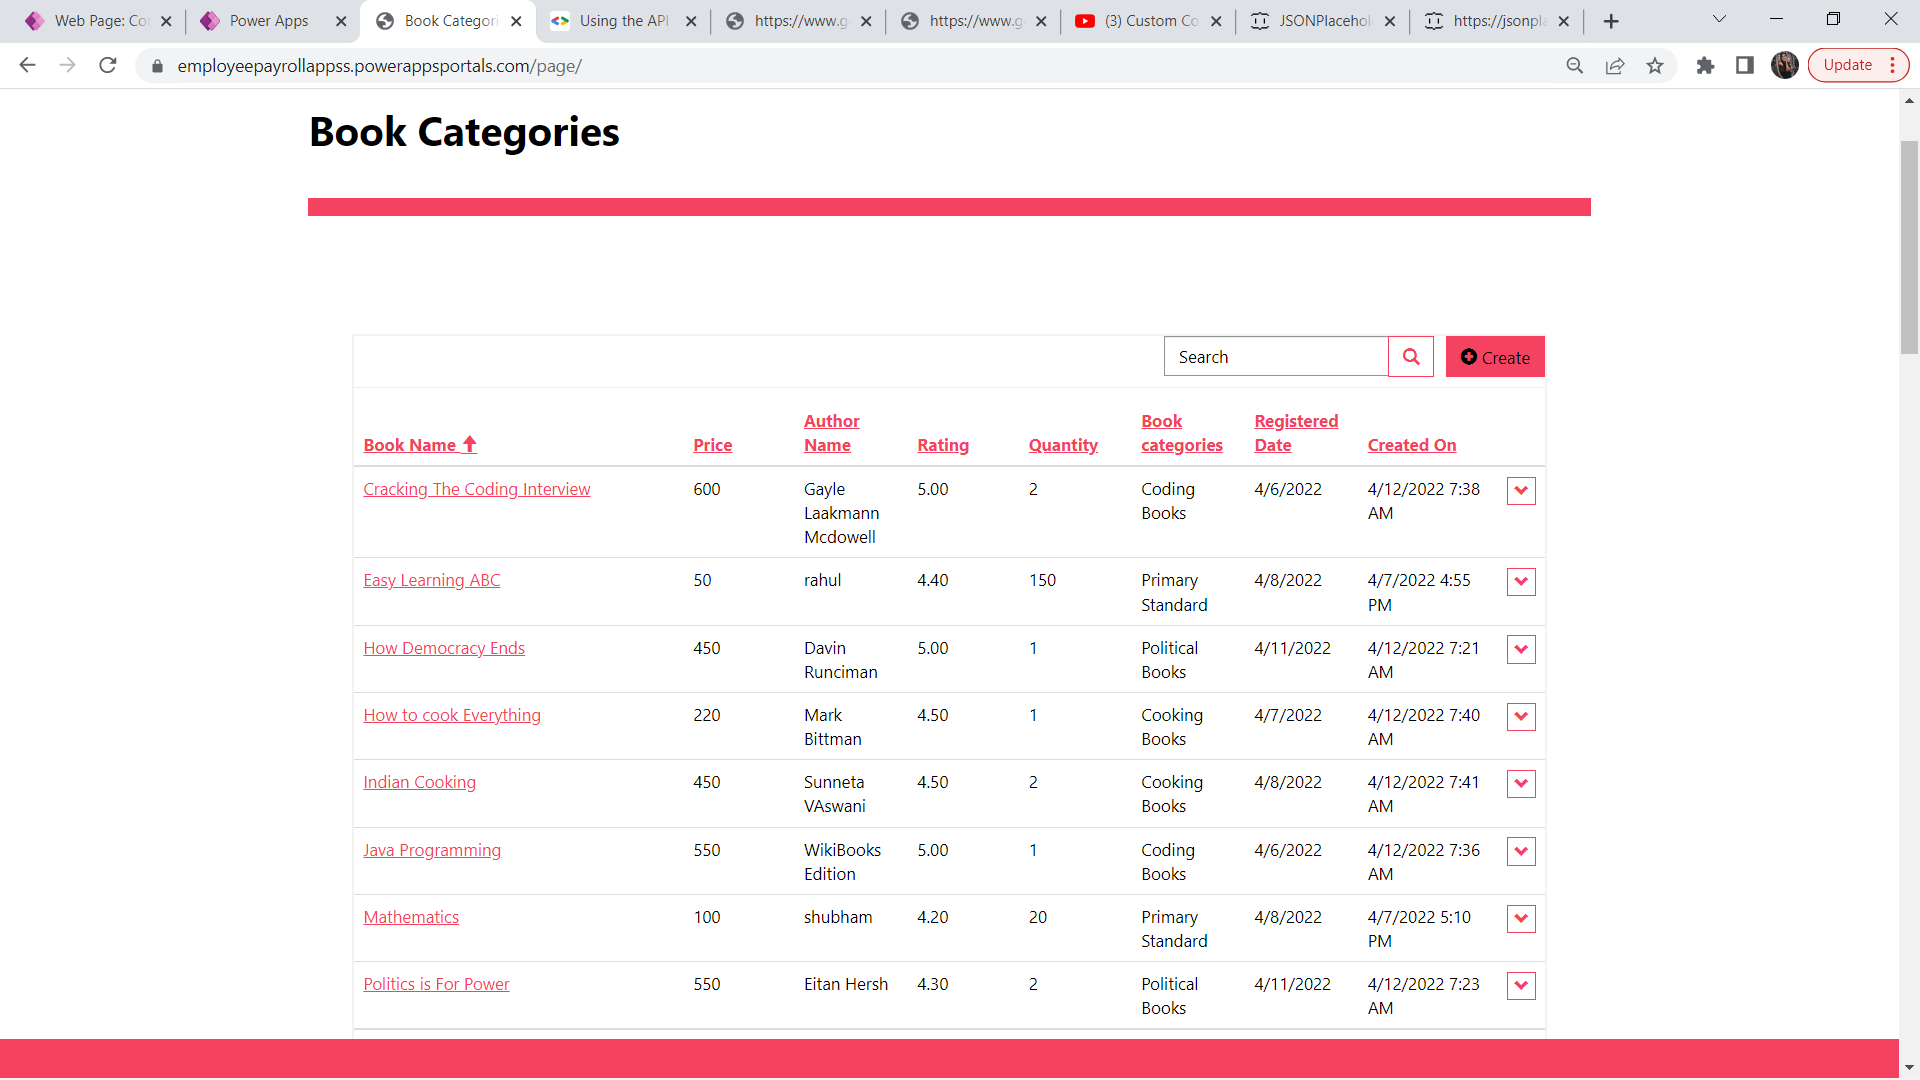 Web Page: Co
Power Apps
Book Categori
Using the API
https://www.g
https://www.g
(3) Custom Co
JSONPlacehol
https://jsonpla
employeepayrollappss.powerappsportals.com/page/
Update
Book Categories
Search
Create
Book Name Price Author Name Rating Quantity Book categories Registered Date Created On
Cracking The Coding Interview 600 Gayle Laakmann Mcdowell 5.00 2 Coding Books 4/6/2022 4/12/2022 7:38 AM
Easy Learning ABC 50 rahul 4.40 150 Primary Standard 4/8/2022 4/7/2022 4:55 PM
How Democracy Ends 450 Davin Runciman 5.00 1 Political Books 4/11/2022 4/12/2022 7:21 AM
How to cook Everything 220 Mark Bittman 4.50 1 Cooking Books 4/7/2022 4/12/2022 7:40 AM
Indian Cooking 450 Sunneta VAswani 4.50 2 Cooking Books 4/8/2022 4/12/2022 7:41 AM
Java Programming 550 WikiBooks Edition 5.00 1 Coding Books 4/6/2022 4/12/2022 7:36 AM
Mathematics 100 shubham 4.20 20 Primary Standard 4/8/2022 4/7/2022 5:10 PM
Politics is For Power 550 Eitan Hersh 4.30 2 Political Books 4/11/2022 4/12/2022 7:23 AM